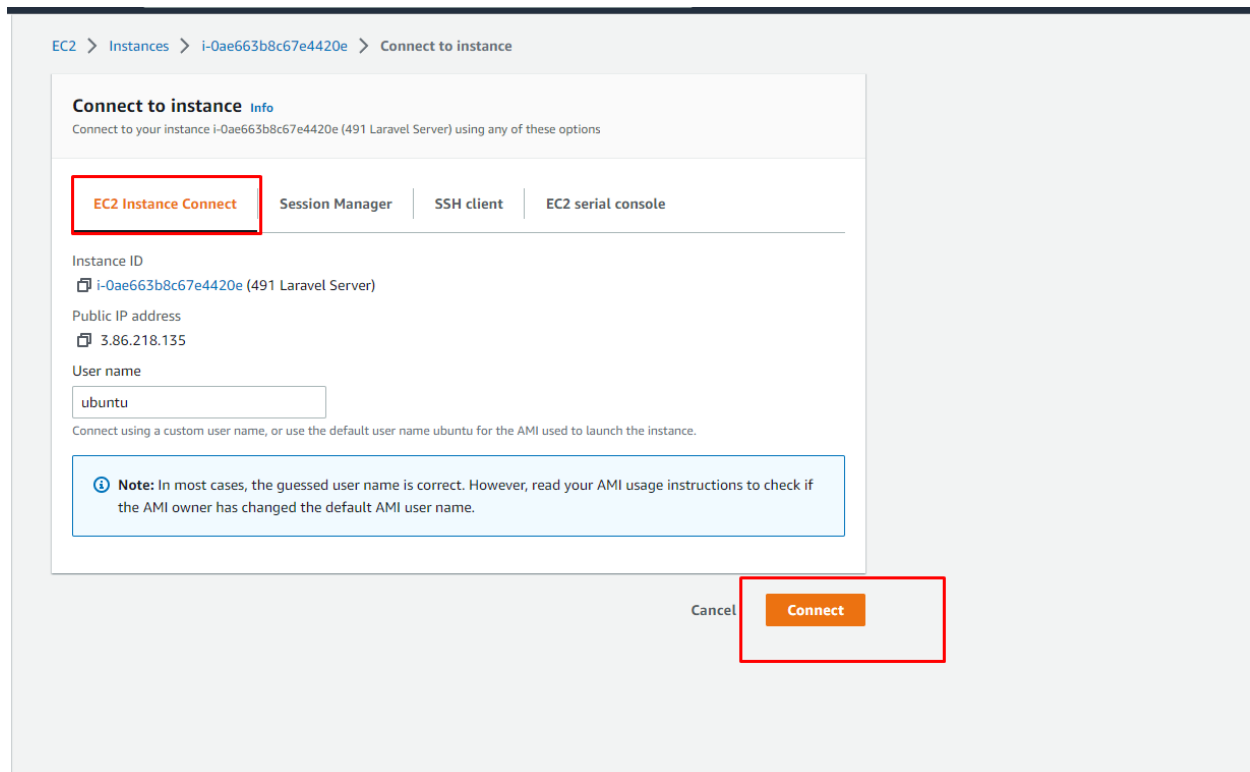 EC2 > Instances > i-0ae663b8c67e4420e > Connect to instance
Connect to instance Info
Connect to your instance i-0ae663b8c67e4420e (491 Laravel Server) using any of these options
EC2 Instance Connect Session Manager SSH client EC2 serial console
Instance ID
i-0ae663b8c67e4420e (491 Laravel Server)
Public IP address
3.86.218.135
User name
ubuntu
Connect using a custom user name, or use the default user name ubuntu for the AMI used to launch the instance.
Note: In most cases, the guessed user name is correct. However, read your AMI usage instructions to check if
the AMI owner has changed the default AMI user name.
Cancel Connect